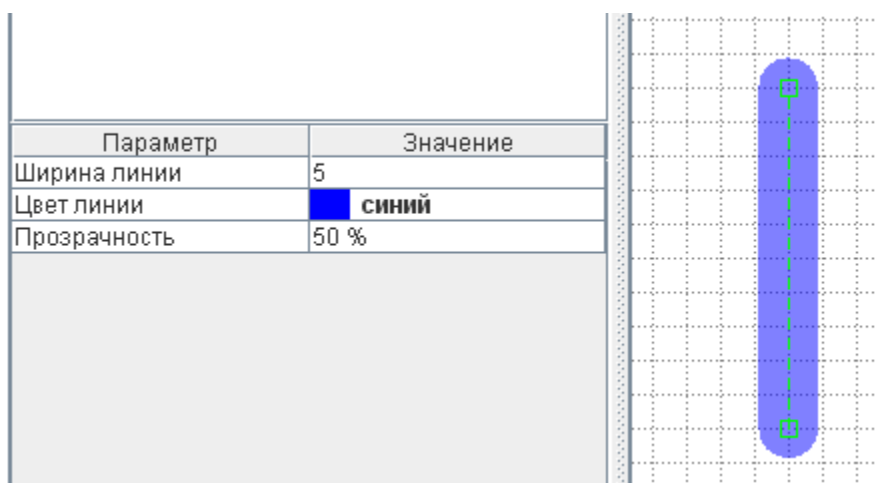 Параметр Значение
Ширина линии 5
Цвет линии синий
Прозрачность 50 %